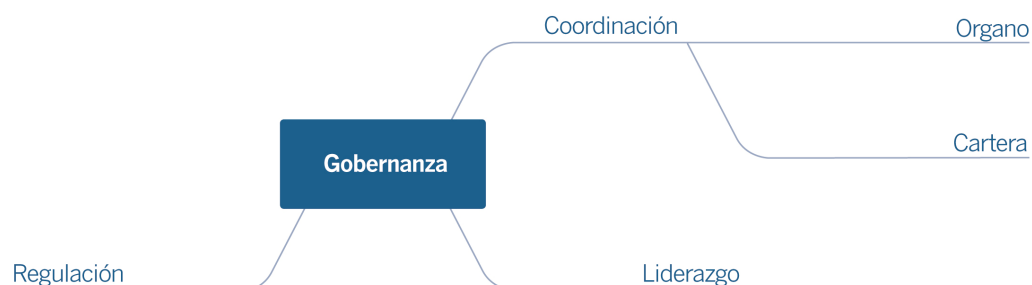 Coordinación
Organo
Cartera
Gobernanza
Regulación
Liderazgo